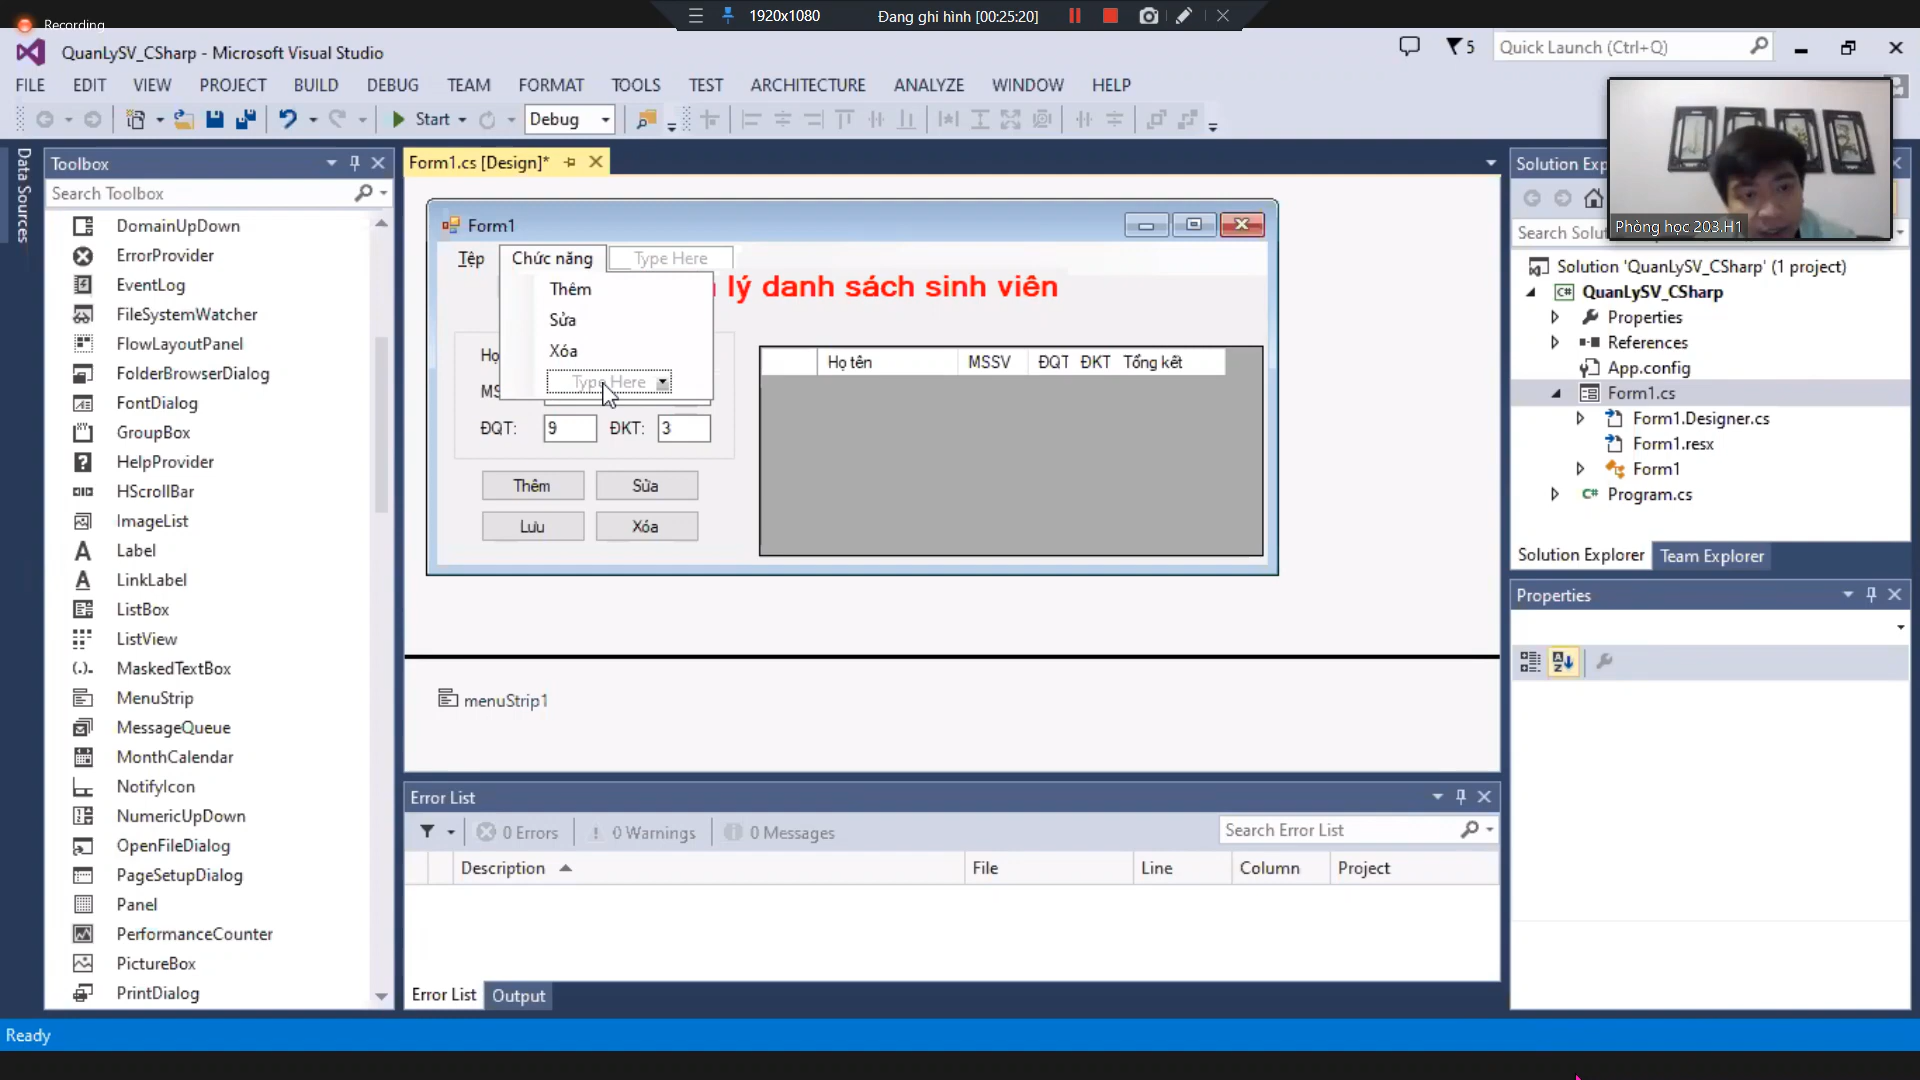 Recording
1920x1080
Đang ghi hình [00:25:20]
QuanLySV_CSharp - Microsoft Visual Studio
5
Quick Launch (Ctrl+Q)
FILE EDIT VIEW PROJECT BUILD DEBUG TEAM FORMAT TOOLS TEST ARCHITECTURE ANALYZE WINDOW HELP
Start
Debug
Data Sources
Toolbox
Search Toolbox
DomainUpDown
ErrorProvider
EventLog
FileSystemWatcher
FlowLayoutPanel
FolderBrowserDialog
FontDialog
GroupBox
HelpProvider
HScrollBar
ImageList
Label
LinkLabel
ListBox
ListView
MaskedTextBox
MenuStrip
MessageQueue
MonthCalendar
NotifyIcon
NumericUpDown
OpenFileDialog
PageSetupDialog
Panel
PerformanceCounter
PictureBox
PrintDialog
Form1.cs [Design]*
Form1
Tệp Chức năng Type Here
lý danh sách sinh viên
Thêm
Sửa
Xóa
Type Here
ĐQT: 9 ĐKT: 3
Thêm Sửa
Lưu Xóa
Họ tên MSSV ĐQT ĐKT Tổng kết
menuStrip1
Error List
0 Errors 0 Warnings 0 Messages
Search Error List
Description File Line Column Project
Error List Output
Solution Exp
Phòng học 203.H1
Search Solu
Solution 'QuanLySV_CSharp' (1 project)
QuanLySV_CSharp
Properties
References
App.config
Form1.cs
Form1.Designer.cs
Form1.resx
Form1
Program.cs
Solution Explorer Team Explorer
Properties
Ready